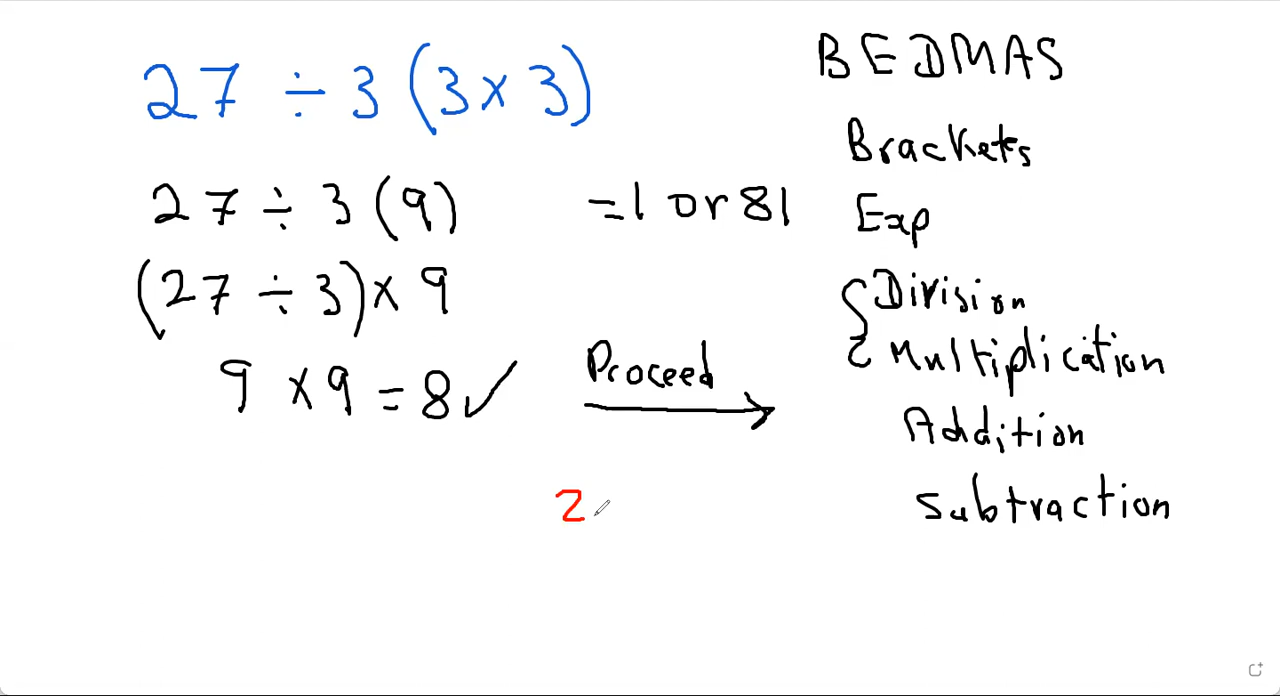 27 ÷ 3 (3 × 3)
27 ÷ 3 (9) = 1 or 81
(27 ÷ 3) × 9
9 × 9 = 8✓
Proceed
2
BEDMAS
Brackets
Exp
Division
Multiplication
Addition
Subtraction